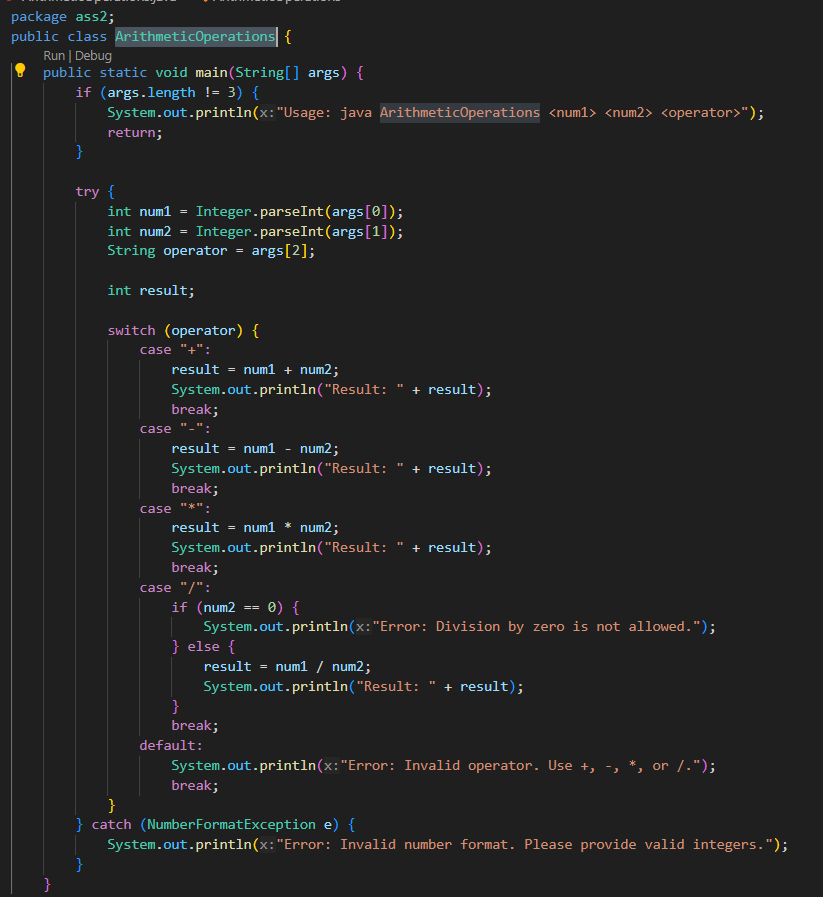 package ass2;
public class ArithmeticOperations {
Run | Debug
public static void main(String[] args) {
if (args.length != 3) {
System.out.println(x:"Usage: java ArithmeticOperations <num1> <num2> <operator>");
return;
}
try {
int num1 = Integer.parseInt(args[0]);
int num2 = Integer.parseInt(args[1]);
String operator = args[2];
int result;
switch (operator) {
case "+":
result = num1 + num2;
System.out.println("Result: " + result);
break;
case "-":
result = num1 - num2;
System.out.println("Result: " + result);
break;
case "*":
result = num1 * num2;
System.out.println("Result: " + result);
break;
case "/":
if (num2 == 0) {
System.out.println(x:"Error: Division by zero is not allowed.");
} else {
result = num1 / num2;
System.out.println("Result: " + result);
}
break;
default:
System.out.println(x:"Error: Invalid operator. Use +, -, *, or /.");
break;
}
} catch (NumberFormatException e) {
System.out.println(x:"Error: Invalid number format. Please provide valid integers.");
}
}